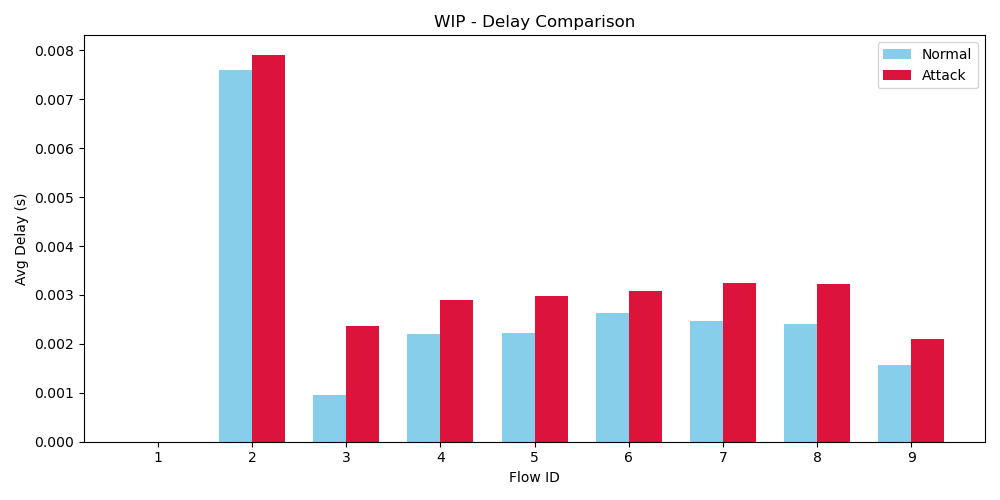 WIP - Delay Comparison
Normal
Attack
0.008
0.007
0.006
0.005
0.004
0.003
0.002
0.001
0.000
Avg Delay (s)
1 2 3 4 5 6 7 8 9
Flow ID